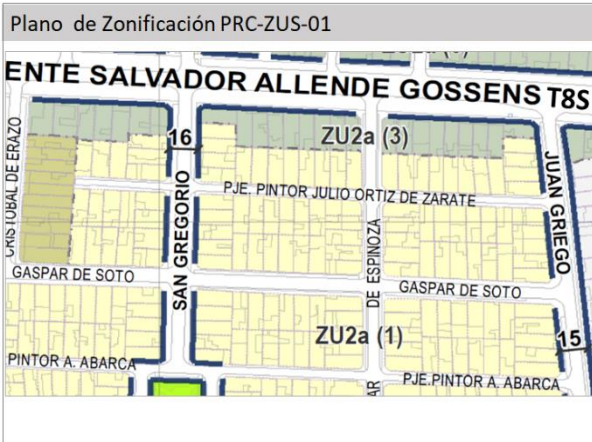 Plano de Zonificación PRC-ZUS-01
ENTE SALVADOR ALLENDE GOSSENS T8S
16
ZU2a (3)
CRISTOBAL DE ERAZO
SAN GREGORIO
PJE. PINTOR JULIO ORTIZ DE ZARATE
JUAN GRIEGO
DE ESPINOZA
GASPAR DE SOTO
GASPAR DE SOTO
ZU2a (1)
15
PINTOR A. ABARCA
PJE.PINTOR A. ABARCA
AR